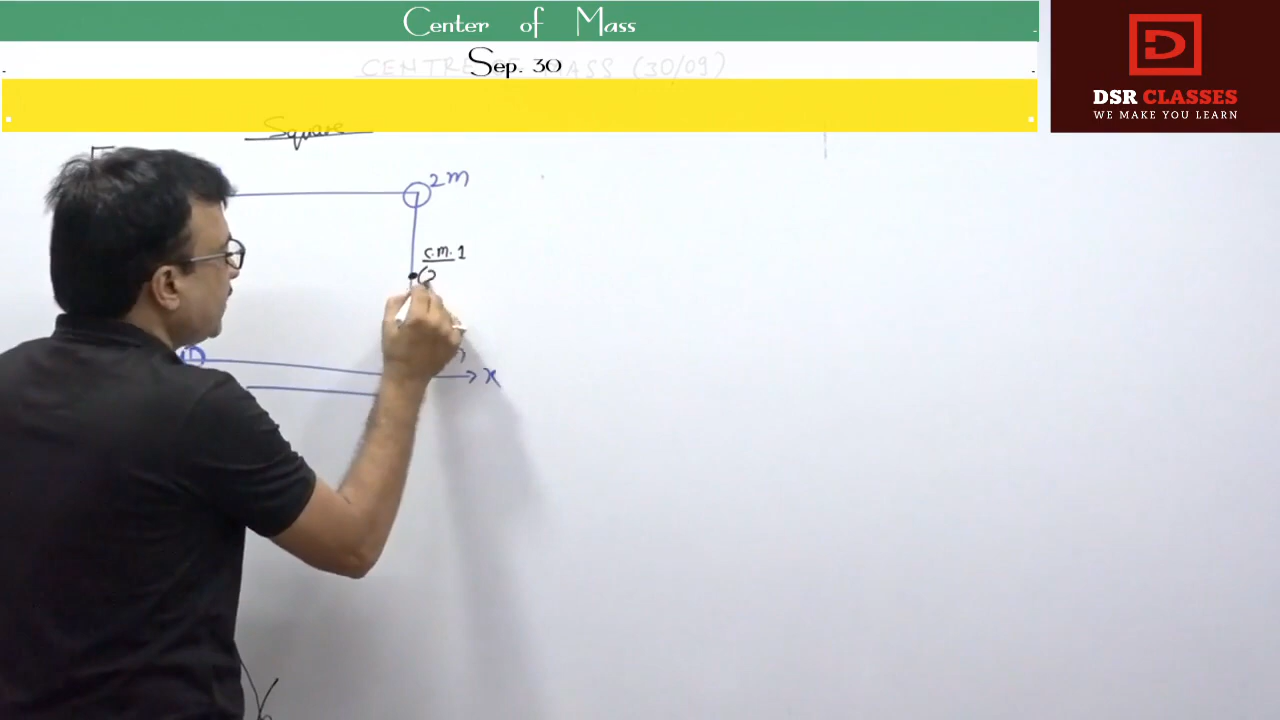 Center of Mass
CENTRE OF MASS (30/09)
Sep. 30
DSR CLASSES
WE MAKE YOU LEARN
Square
2m
C.M. 1
(
x